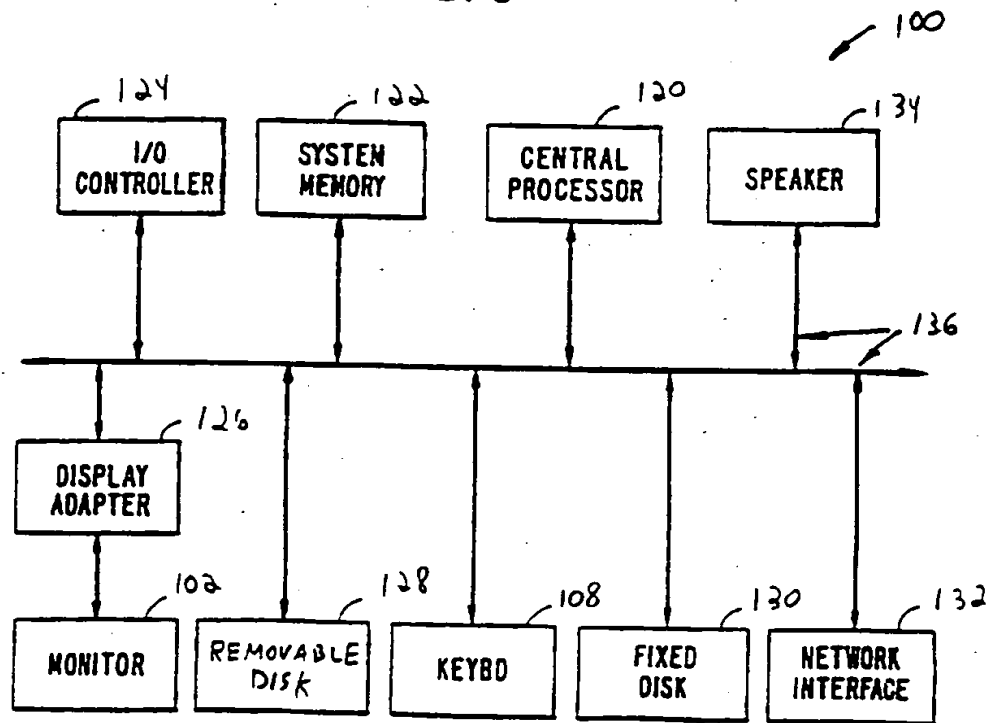 100
124
122
120
134
I/O
CONTROLLER
SYSTEM
MEMORY
CENTRAL
PROCESSOR
SPEAKER
136
126
DISPLAY
ADAPTER
102
128
108
130
132
MONITOR
REMOVABLE
DISK
KEYBD
FIXED
DISK
NETWORK
INTERFACE